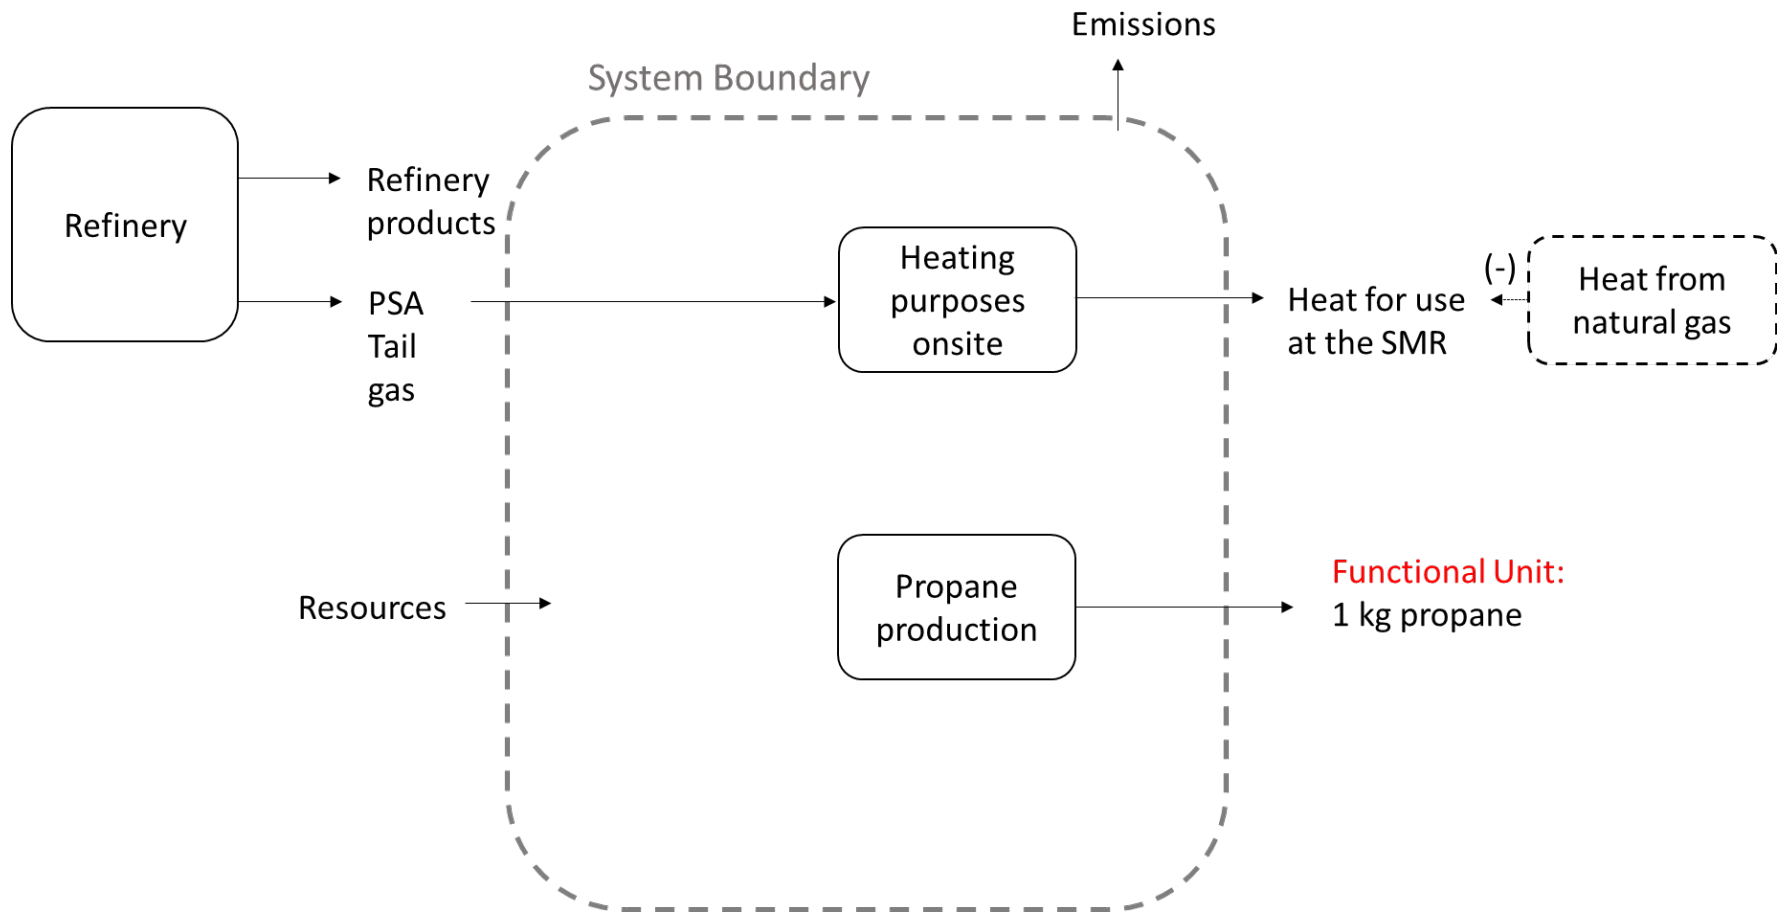 Emissions
System Boundary
Refinery
Refinery
products
PSA
Tail
gas
Heating
purposes
onsite
Heat for use
at the SMR
(-)
Heat from
natural gas
Resources
Propane
production
Functional Unit:
1 kg propane